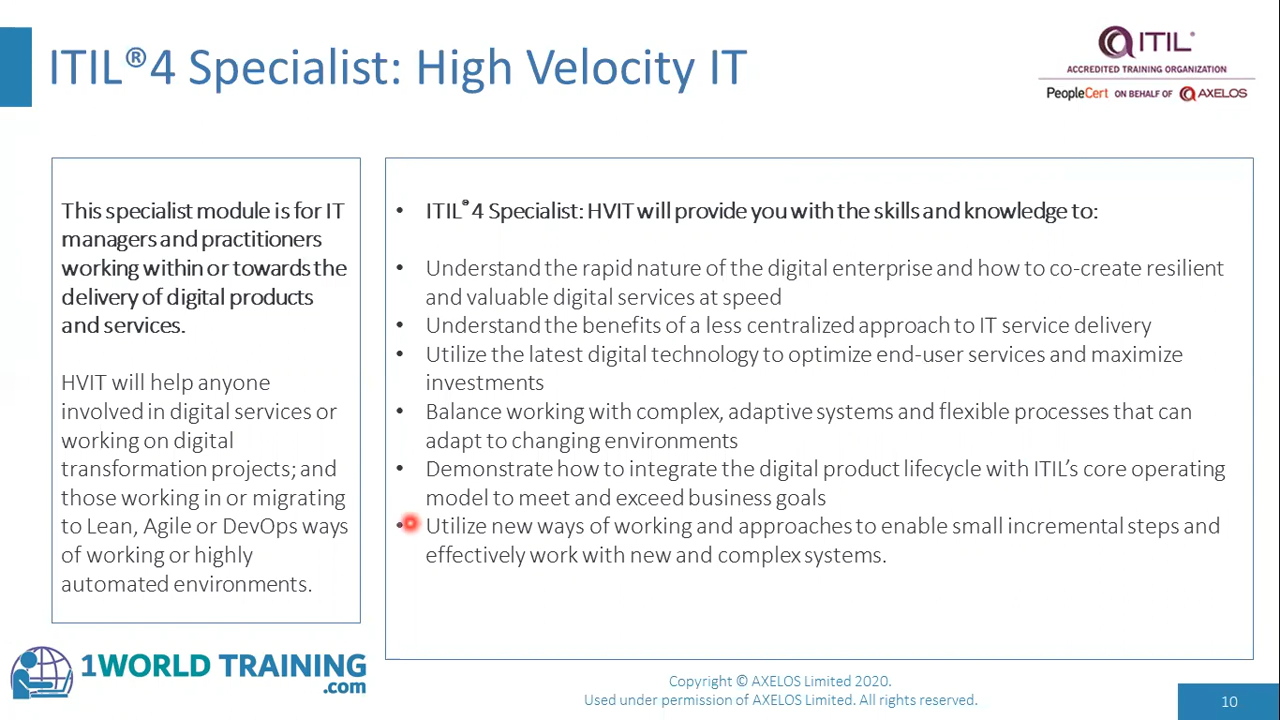 ITIL®4 Specialist: High Velocity IT
ITIL®
ACCREDITED TRAINING ORGANIZATION
PeopleCert ON BEHALF OF AXELOS
This specialist module is for IT
managers and practitioners
working within or towards the
delivery of digital products
and services.
HVIT will help anyone
involved in digital services or
working on digital
transformation projects; and
those working in or migrating
to Lean, Agile or DevOps ways
of working or highly
automated environments.
• ITIL®4 Specialist: HVIT will provide you with the skills and knowledge to:
• Understand the rapid nature of the digital enterprise and how to co-create resilient
and valuable digital services at speed
• Understand the benefits of a less centralized approach to IT service delivery
• Utilize the latest digital technology to optimize end-user services and maximize
investments
• Balance working with complex, adaptive systems and flexible processes that can
adapt to changing environments
• Demonstrate how to integrate the digital product lifecycle with ITIL’s core operating
model to meet and exceed business goals
• Utilize new ways of working and approaches to enable small incremental steps and
effectively work with new and complex systems.
1WORLD TRAINING
.com
Copyright © AXELOS Limited 2020.
Used under permission of AXELOS Limited. All rights reserved.
10